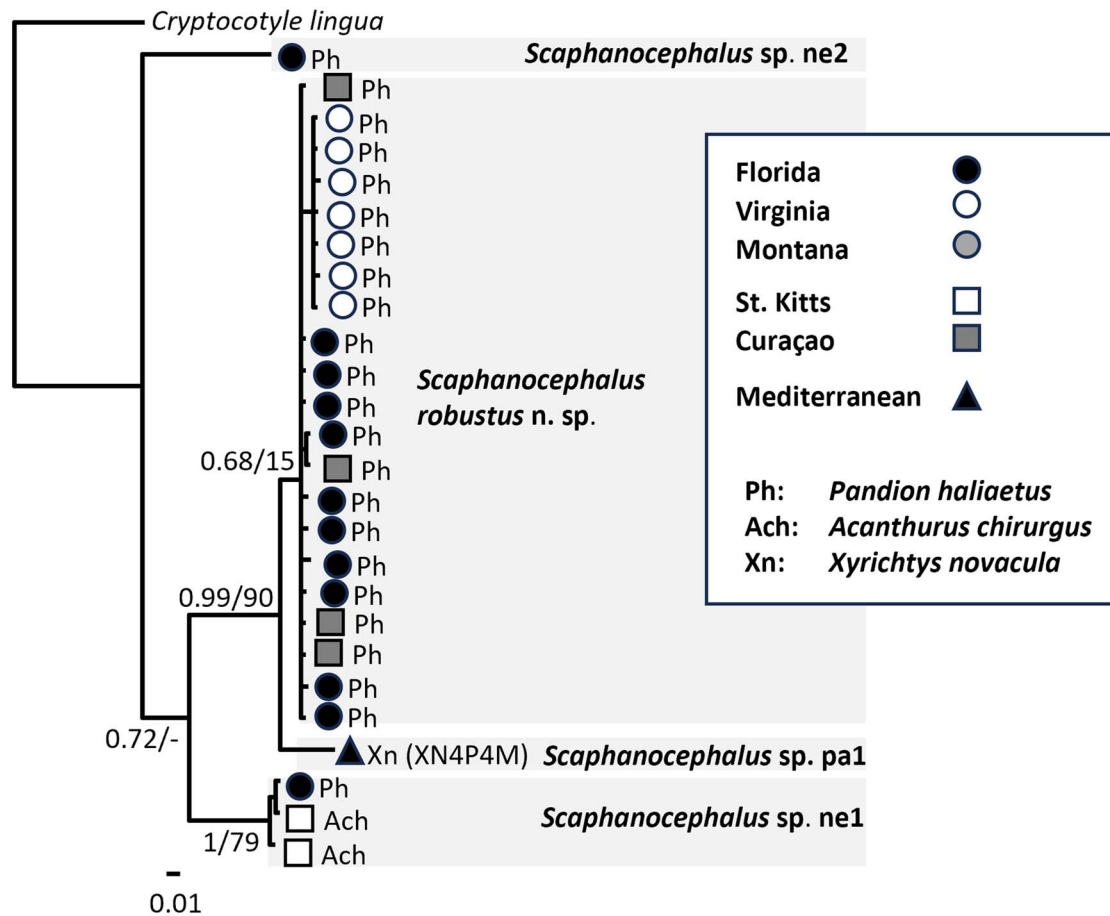 Cryptocotyle lingua
Ph
Scaphanocephalus sp. ne2
Ph
Ph
Ph
Ph
Ph
Ph
Ph
Ph
Ph
Ph
Ph
Scaphanocephalus
robustus n. sp.
Ph
0.68/15
Ph
Ph
Ph
Ph
Ph
0.99/90
Ph
Ph
Ph
Ph
0.72/-
Xn (XN4P4M)
Scaphanocephalus sp. pa1
Ph
Ach
Scaphanocephalus sp. ne1
1/79
Ach
0.01
Florida
Virginia
Montana
St. Kitts
Curaçao
Mediterranean
Ph: Pandion haliaetus
Ach: Acanthurus chirurgus
Xn: Xyrichtys novacula